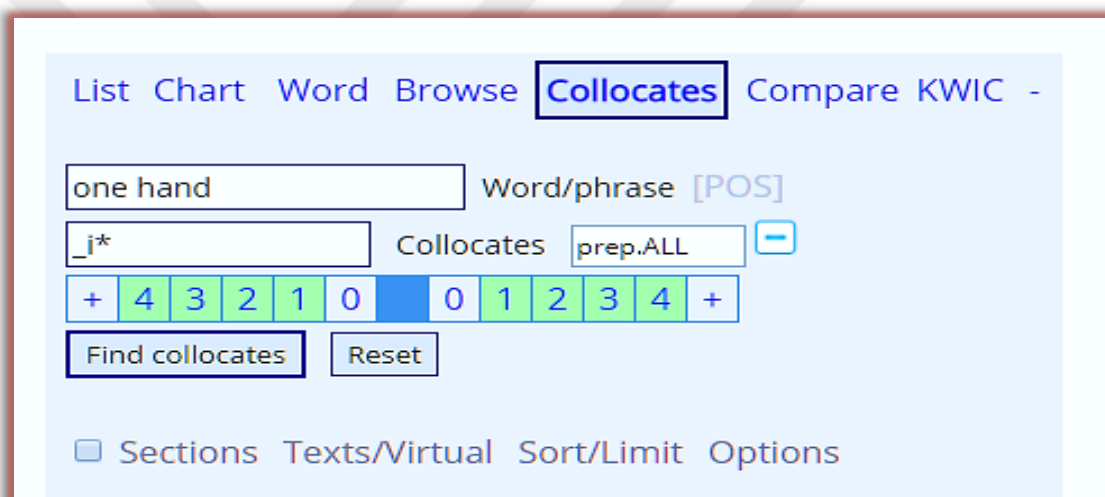 List Chart Word Browse Collocates Compare KWIC -
one hand Word/phrase [POS]
_i* Collocates prep.ALL −
+ 4 3 2 1 0 0 1 2 3 4 +
Find collocates Reset
Sections Texts/Virtual Sort/Limit Options